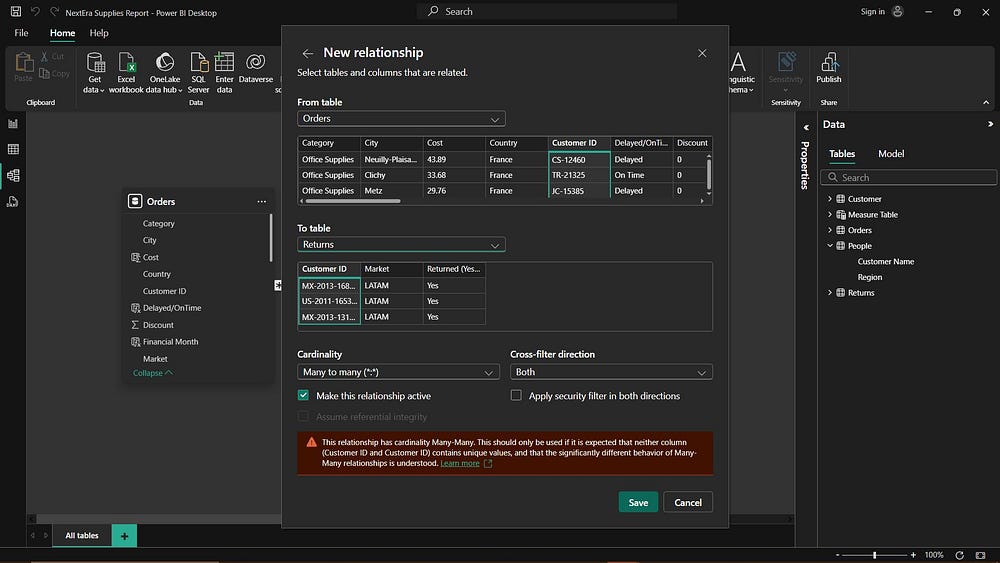 NextEra Supplies Report - Power BI Desktop
Search
Sign in
File
Home
Help
Paste
Cut
Copy
Get data
Excel workbook
OneLake data hub
SQL Server
Enter data
Dataverse
Sensitivity
Publish
Clipboard
Data
Sensitivity
Share
New relationship
Select tables and columns that are related.
From table
Orders
Category City Cost Country Customer ID Delayed/OnTi... Discount
Office Supplies Neuilly-Plaisa... 43.89 France CS-12460 Delayed 0
Office Supplies Clichy 33.68 France TR-21325 On Time 0
Office Supplies Metz 29.76 France JC-15385 Delayed 0
To table
Returns
Customer ID Market Returned (Yes...
MX-2013-168... LATAM Yes
US-2011-1653... LATAM Yes
MX-2013-131... LATAM Yes
Cardinality
Many to many (*:*)
Cross-filter direction
Both
Make this relationship active
Apply security filter in both directions
Assume referential integrity
This relationship has cardinality Many-Many. This should only be used if it is expected that neither column
(Customer ID and Customer ID) contains unique values, and that the significantly different behavior of Many-
Many relationships is understood. Learn more
Save
Cancel
Orders
Category
City
Cost
Country
Customer ID
Delayed/OnTime
Discount
Financial Month
Market
Collapse
*
Properties
Data
Tables
Model
Search
Customer
Measure Table
Orders
People
Customer Name
Region
Returns
All tables
100%